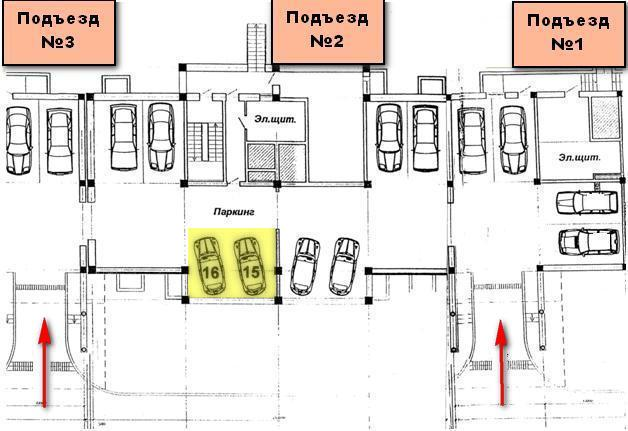 Подъезд
№3
Подъезд
№2
Подъезд
№1
Эл.щит.
Эл.щит.
Паркинг
16
15